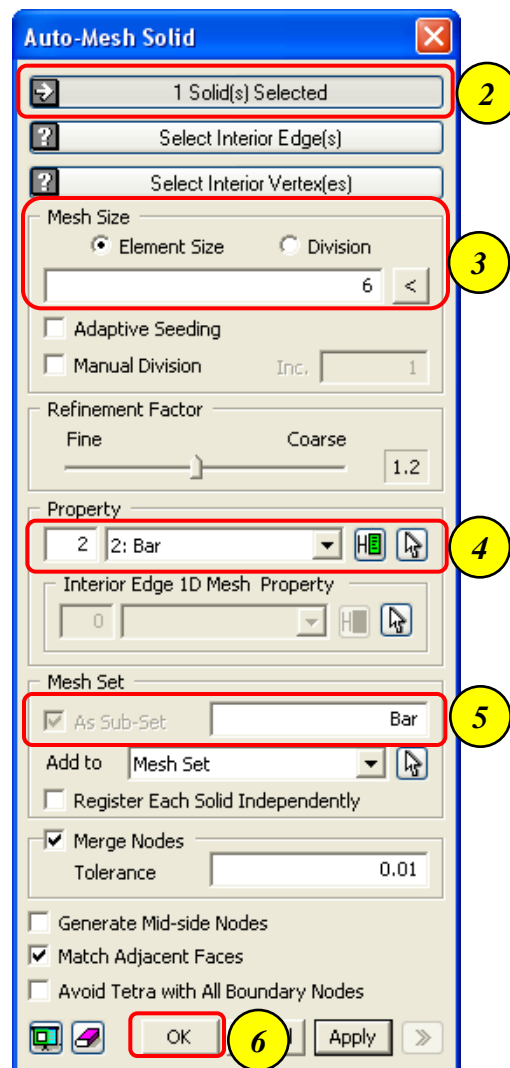 Auto-Mesh Solid
1 Solid(s) Selected
2
Select Interior Edge(s)
Select Interior Vertex(es)
Mesh Size
Element Size Division
3
6 <
Adaptive Seeding
Manual Division Inc. 1
Refinement Factor
Fine Coarse
1.2
Property
2 2: Bar
4
Interior Edge 1D Mesh Property
0
Mesh Set
As Sub-Set Bar
5
Add to Mesh Set
Register Each Solid Independently
Merge Nodes
Tolerance 0.01
Generate Mid-side Nodes
Match Adjacent Faces
Avoid Tetra with All Boundary Nodes
OK 6 Apply >>